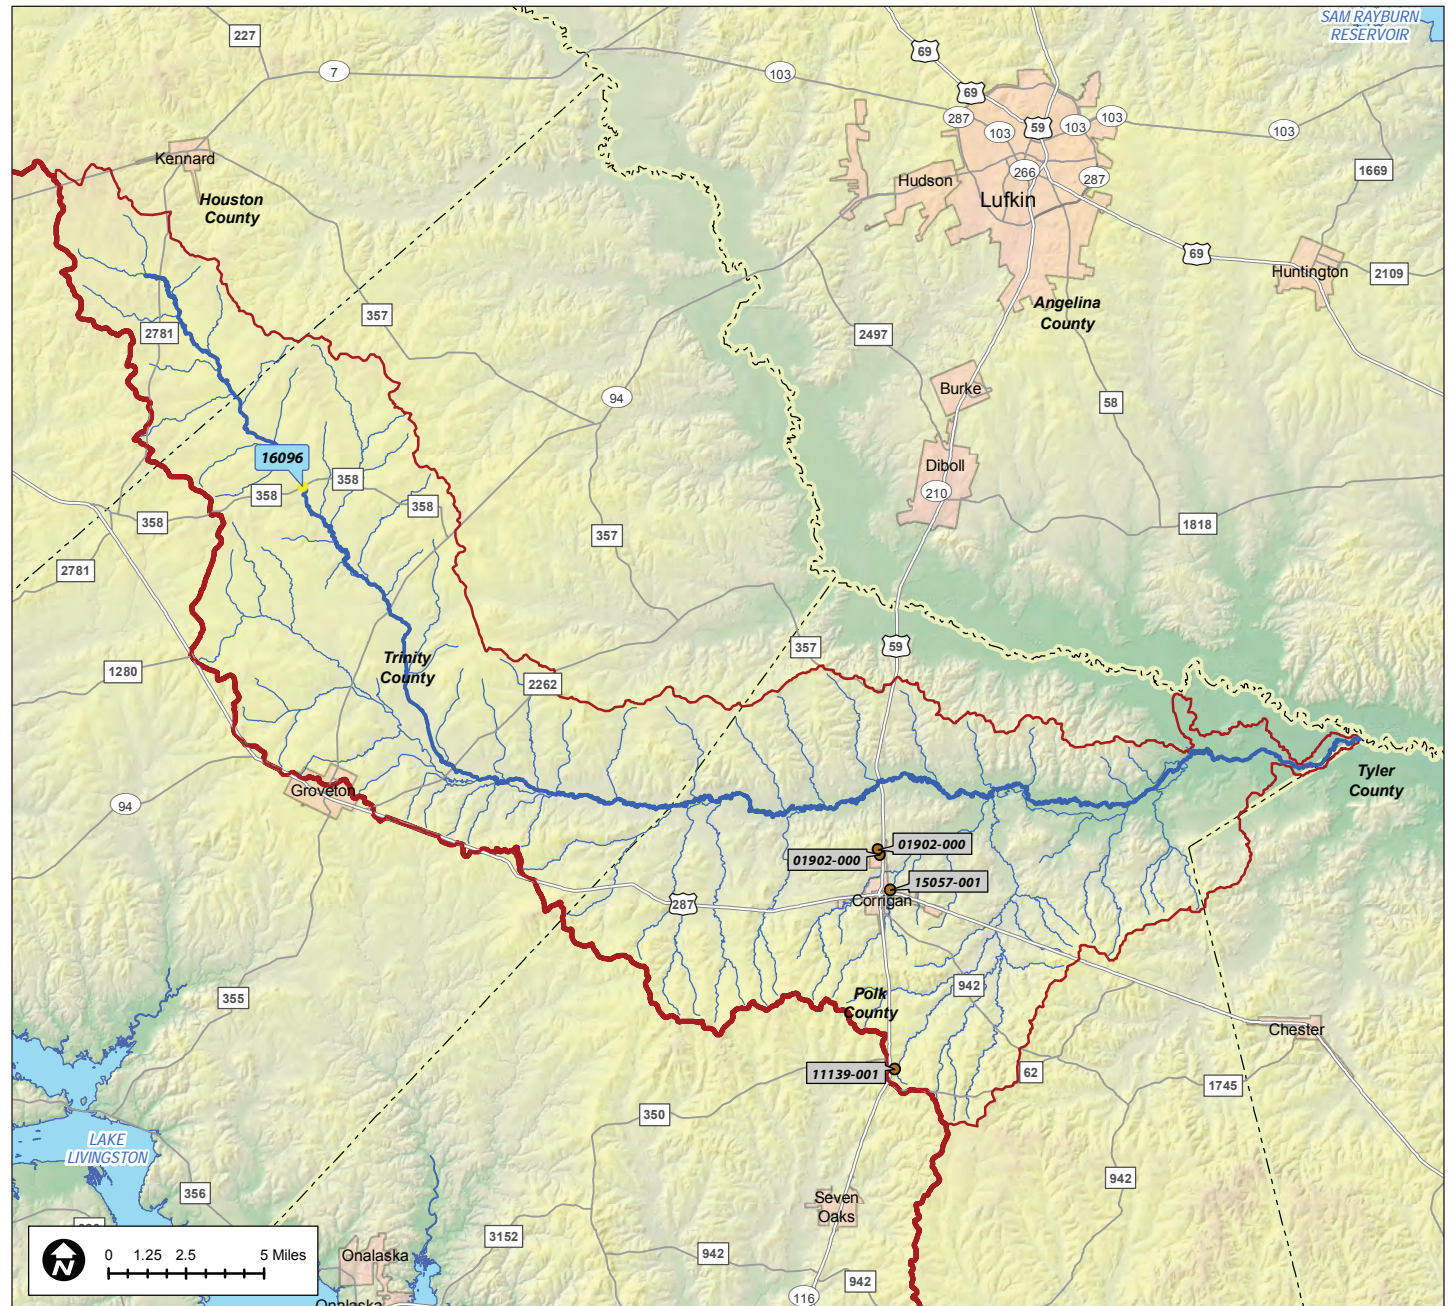 SAM RAYBURN
RESERVOIR
227
7
103
69
69
287
103
59
103
103
103
1669
Kennard
Hudson
266
287
Lufkin
Houston
County
69
Huntington
2109
Angelina
County
357
2781
2497
94
Burke
58
16096
Diboll
358
358
210
358
358
357
1818
2781
Trinity
County
357
59
1280
2262
Tyler
County
Groveton
94
01902-000
01902-000
15057-001
Corrigan
287
942
355
Polk
County
Chester
11139-001
62
1745
350
LAKE
LIVINGSTON
356
942
Seven
Oaks
3152
942
942
116
Onalaska
Onalaska
N
0 1.25 2.5 5 Miles